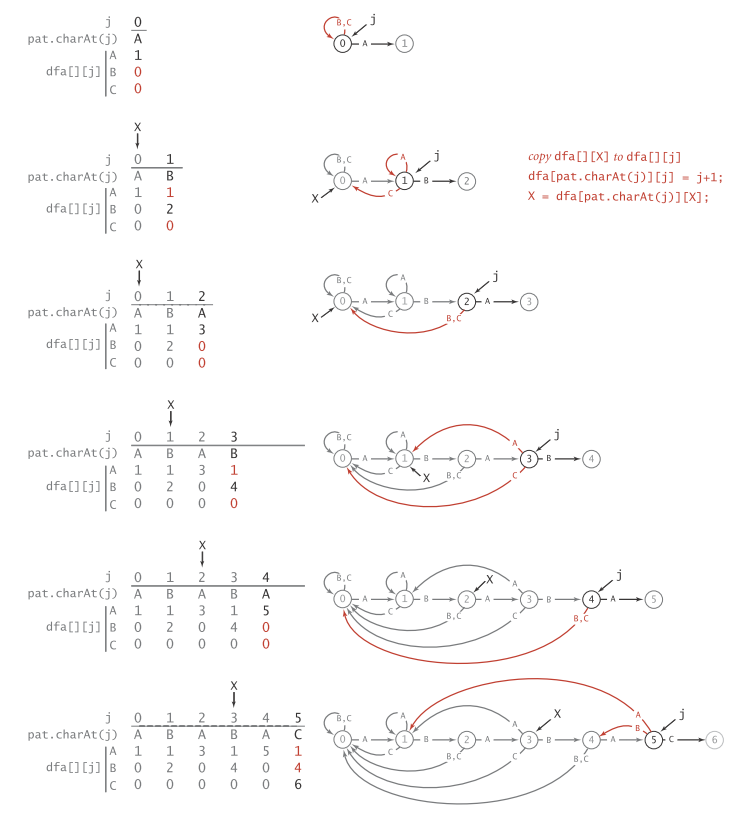 j 0
pat.charAt(j) A
A 1
dfa[][j] B 0
C 0
B,C
0 A 1
j
X
j 0 1
pat.charAt(j) A B
A 1 1
dfa[][j] B 0 2
C 0 0
B,C A j
0 A 1 B 2
X C
copy dfa[][X] to dfa[][j]
dfa[pat.charAt(j)][j] = j+1;
X = dfa[pat.charAt(j)][X];
X
j 0 1 2
pat.charAt(j) A B A
A 1 1 3
dfa[][j] B 0 2 0
C 0 0 0
B,C A j
0 A 1 B 2 A 3
X C B,C
X
j 0 1 2 3
pat.charAt(j) A B A B
A 1 1 3 1
dfa[][j] B 0 2 0 4
C 0 0 0 0
B,C A A j
0 A 1 B 2 A 3 B 4
C X B,C C
X
j 0 1 2 3 4
pat.charAt(j) A B A B A
A 1 1 3 1 5
dfa[][j] B 0 2 0 4 0
C 0 0 0 0 0
B,C A X A j
0 A 1 B 2 A 3 B 4 A 5
C B,C C B,C
X
j 0 1 2 3 4 5
pat.charAt(j) A B A B A C
A 1 1 3 1 5 1
dfa[][j] B 0 2 0 4 0 4
C 0 0 0 0 0 6
B,C A A X A B j
0 A 1 B 2 A 3 B 4 A 5 C 6
C B,C C B,C